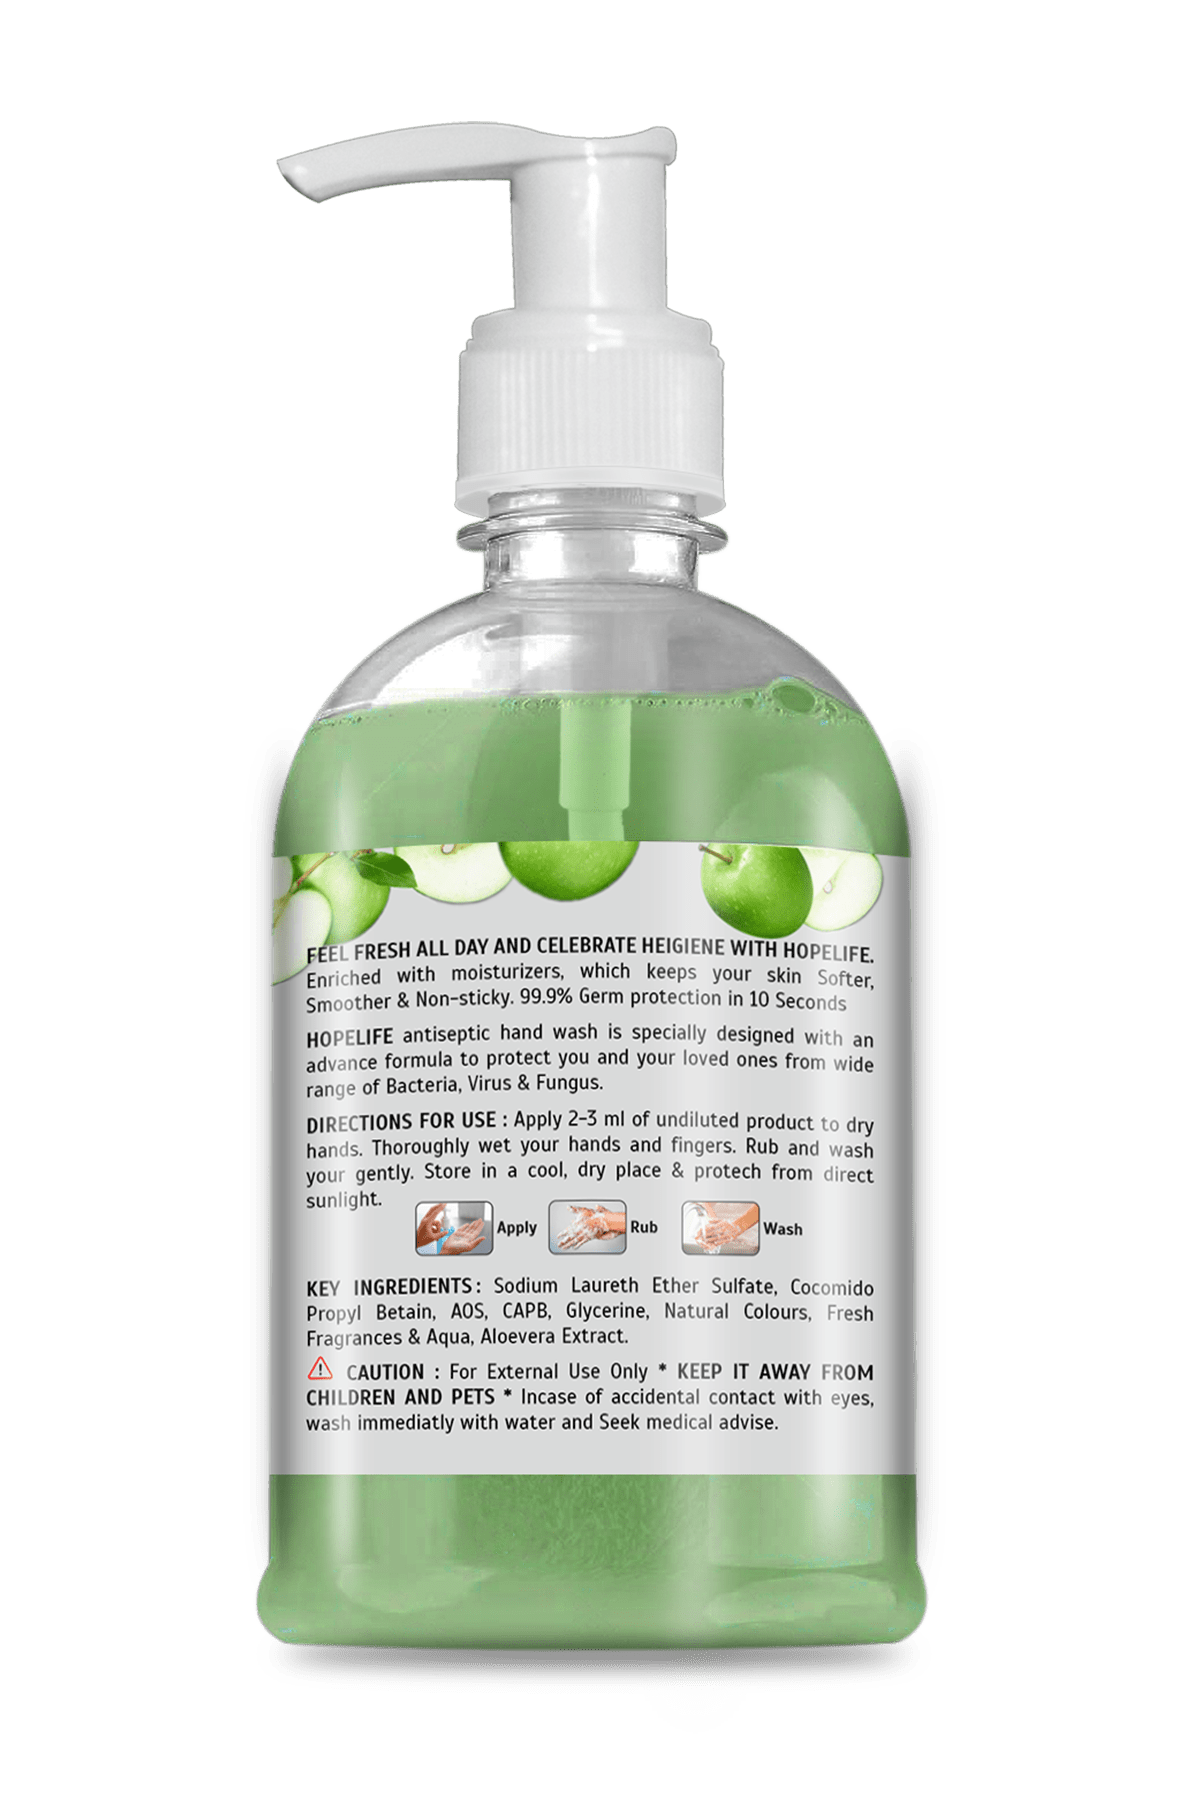 FEEL FRESH ALL DAY AND CELEBRATE HEIGIENE WITH HOPELIFE.
Enriched with moisturizers, which keeps your skin Softer,
Smoother & Non-sticky. 99.9% Germ protection in 10 Seconds
HOPELIFE antiseptic hand wash is specially designed with an
advance formula to protect you and your loved ones from wide
range of Bacteria, Virus & Fungus.
DIRECTIONS FOR USE : Apply 2-3 ml of undiluted product to dry
hands. Thoroughly wet your hands and fingers. Rub and wash
your gently. Store in a cool, dry place & protech from direct
sunlight.
Apply Rub Wash
KEY INGREDIENTS: Sodium Laureth Ether Sulfate, Cocomido
Propyl Betain, AOS, CAPB, Glycerine, Natural Colours, Fresh
Fragrances & Aqua, Aloevera Extract.
CAUTION : For External Use Only * KEEP IT AWAY FROM
CHILDREN AND PETS * Incase of accidental contact with eyes,
wash immediatly with water and Seek medical advise.